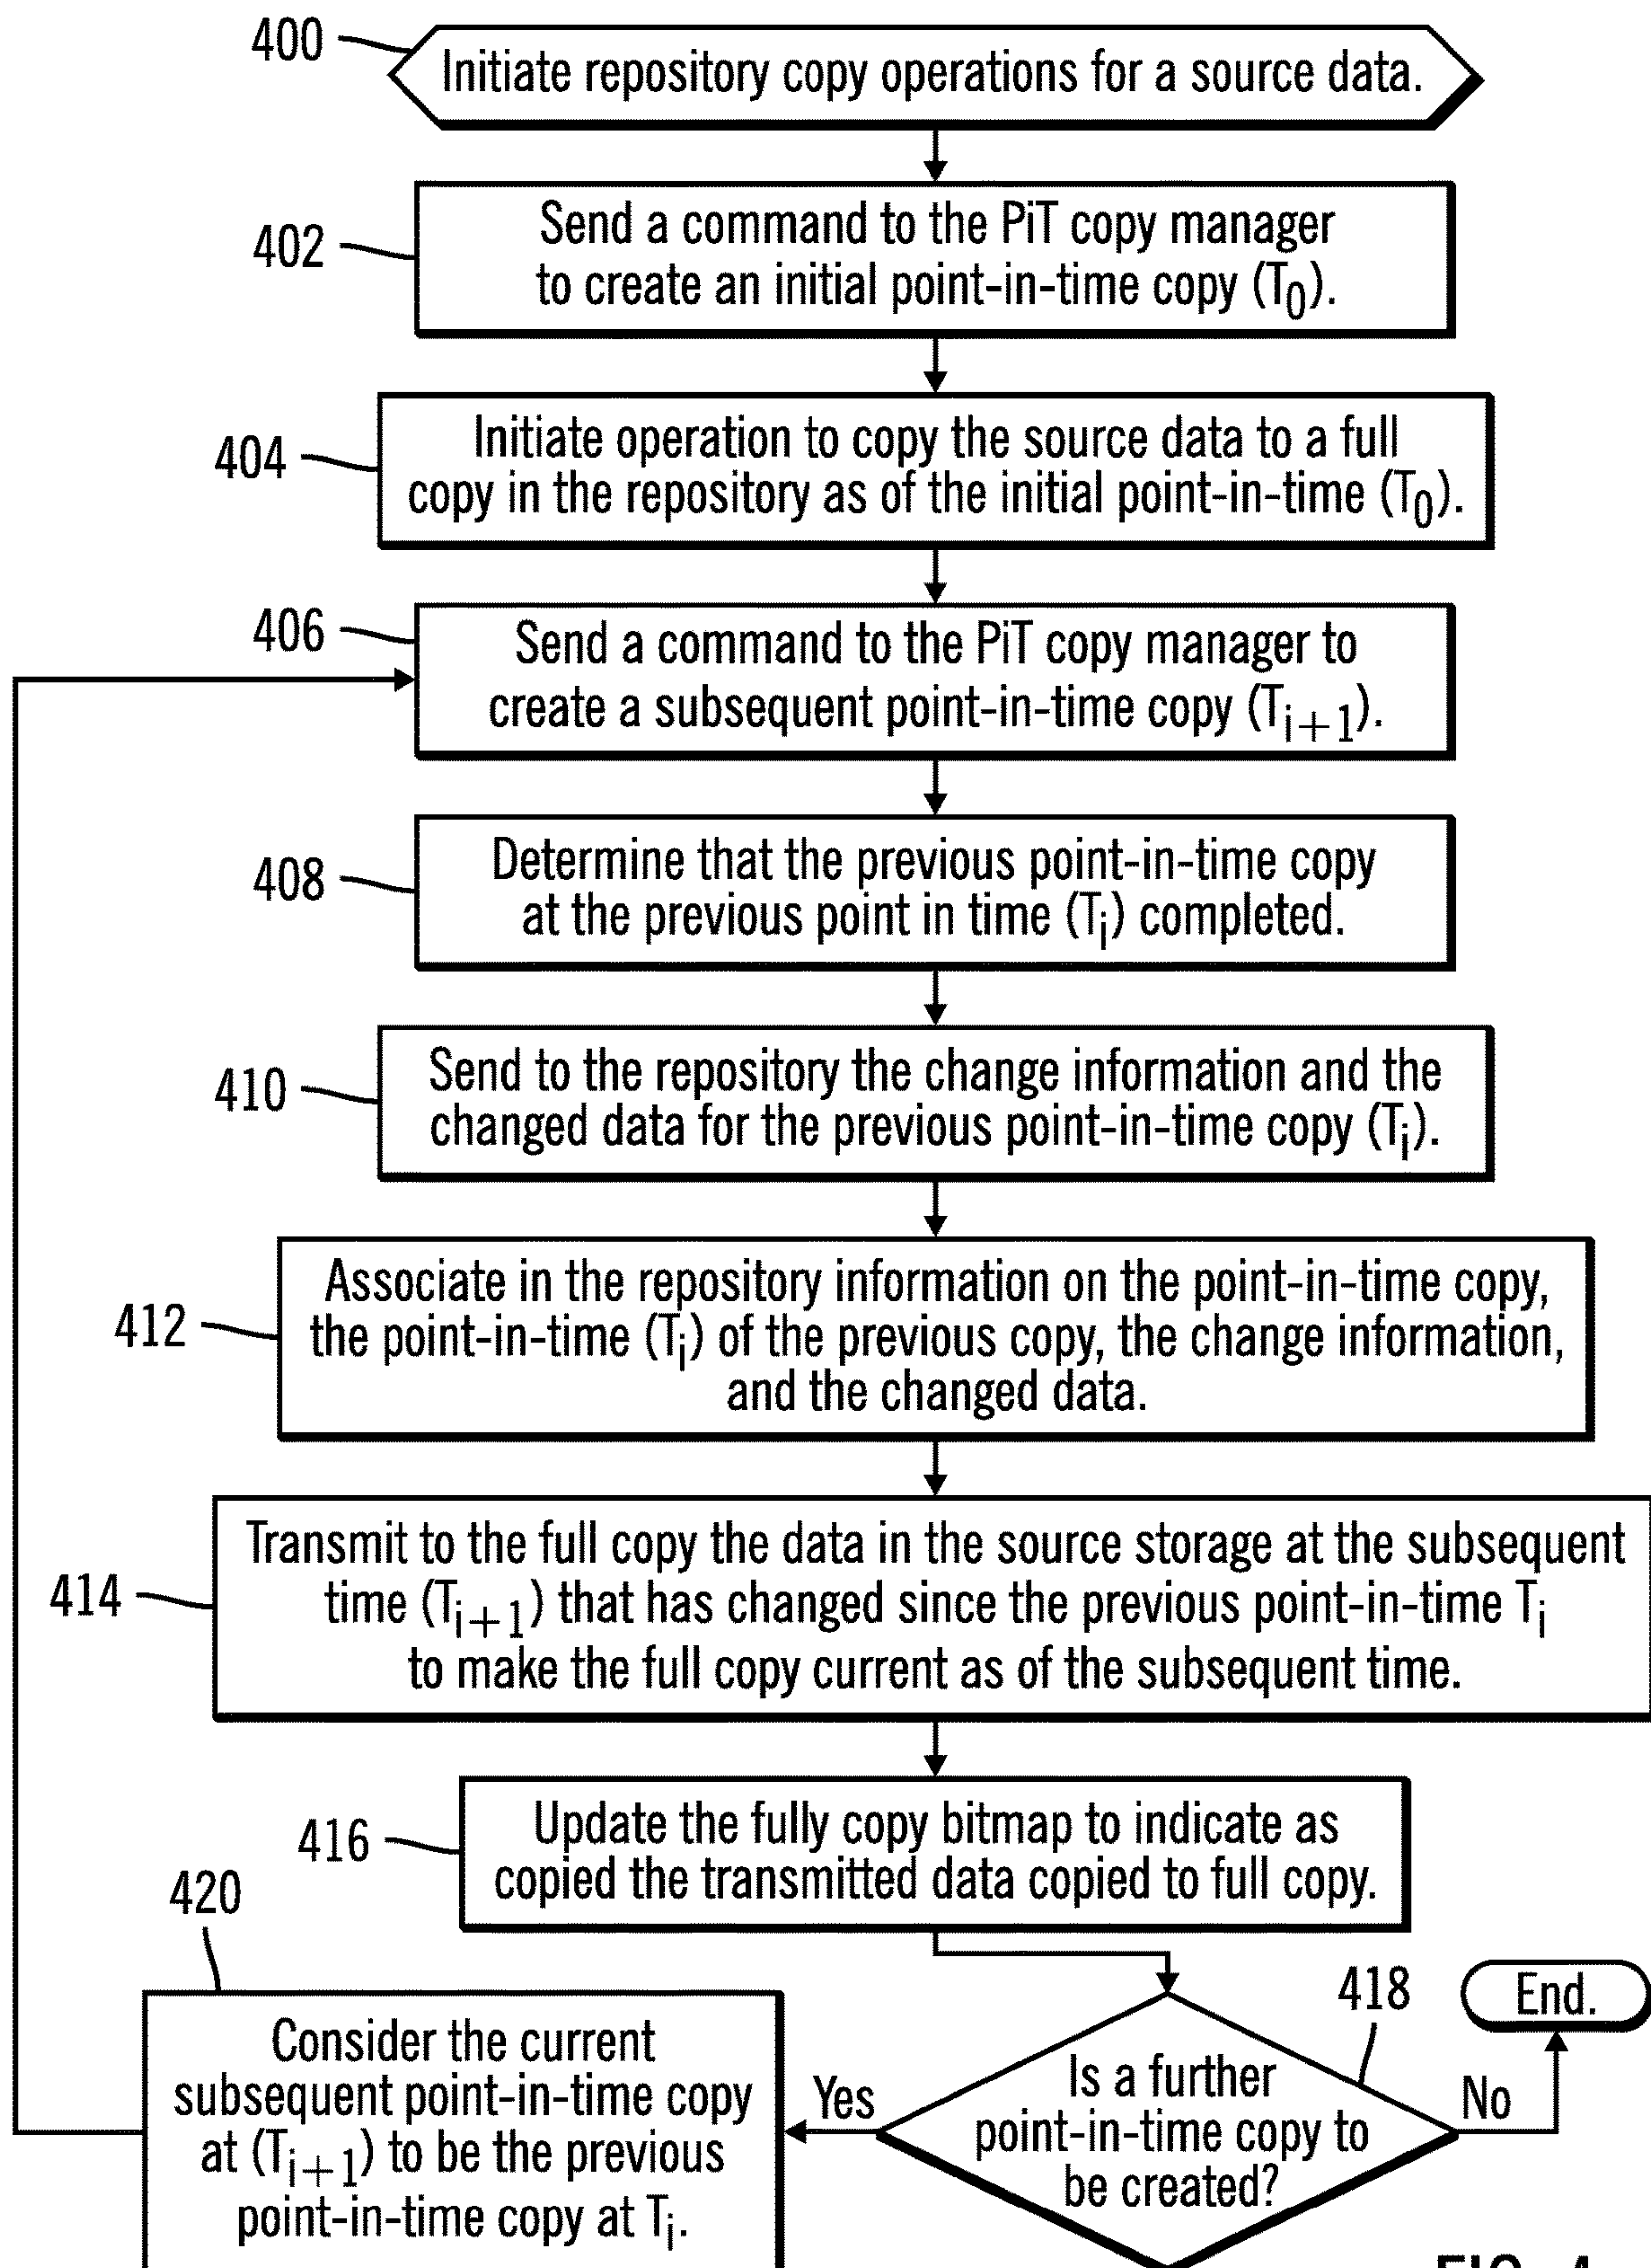 400
Initiate repository copy operations for a source data.
402
Send a command to the PiT copy manager
to create an initial point-in-time copy (T0).
404
Initiate operation to copy the source data to a full
copy in the repository as of the initial point-in-time (T0).
406
Send a command to the PiT copy manager to
create a subsequent point-in-time copy (Ti+1).
408
Determine that the previous point-in-time copy
at the previous point in time (Ti) completed.
410
Send to the repository the change information and the
changed data for the previous point-in-time copy (Ti).
412
Associate in the repository information on the point-in-time copy,
the point-in-time (Ti) of the previous copy, the change information,
and the changed data.
414
Transmit to the full copy the data in the source storage at the subsequent
time (Ti+1) that has changed since the previous point-in-time Ti
to make the full copy current as of the subsequent time.
416
Update the fully copy bitmap to indicate as
copied the transmitted data copied to full copy.
420
Consider the current
subsequent point-in-time copy
at (Ti+1) to be the previous
point-in-time copy at Ti.
Yes
418
Is a further
point-in-time copy to
be created?
No
End.